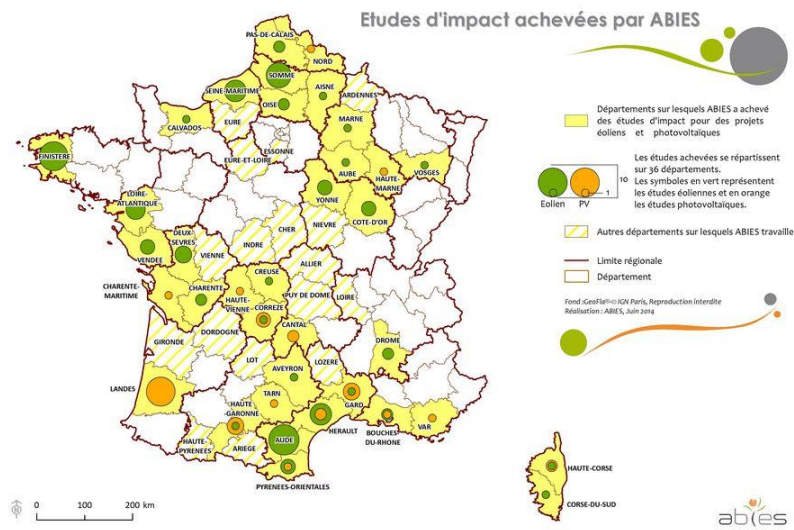 Etudes d'impact achevées par ABIES
PAS-DE-CALAIS
NORD
SOMME
SEINE-MARITIME
AISNE
ARDENNES
OISE
CALVADOS
EURE
MARNE
ESSONNE
EURE-ET-LOIRE
FINISTERE
AUBE
HAUTE-
MARNE
VOSGES
LOIRE-
ATLANTIQUE
YONNE
COTE-D'OR
DEUX-
SEVRES
CHER
NIEVRE
INDRE
VENDEE
VIENNE
ALLIER
CREUSE
CHARENTE-
MARITIME
CHARENTE
HAUTE-
VIENNE
PUY DE DOME
LOIRE
CORREZE
CANTAL
DORDOGNE
GIRONDE
DROME
LOT
LOZERE
AVEYRON
LANDES
TARN
GARD
HAUTE
-GARONNE
HERAULT
BOUCHES
DU-RHONE
VAR
AUDE
HAUTE-
PYRENEES
ARIEGE
PYRENEES-ORIENTALES
HAUTE-CORSE
CORSE-DU-SUD
Départements sur lesquels ABIES a achevé
des études d'impact pour des projets
éoliens et photovoltaïques
Les études achevées se répartissent
sur 36 départements.
Les symboles en vert représentent
les études éoliennes et en orange
les études photovoltaïques.
10
1
Eolien PV
Autres départements sur lesquels ABIES travaille
Limite régionale
Département
Fond :GeoFla®© IGN Paris, Reproduction interdite
Réalisation : ABIES, Juin 2014
N
0 100 200 km
abies